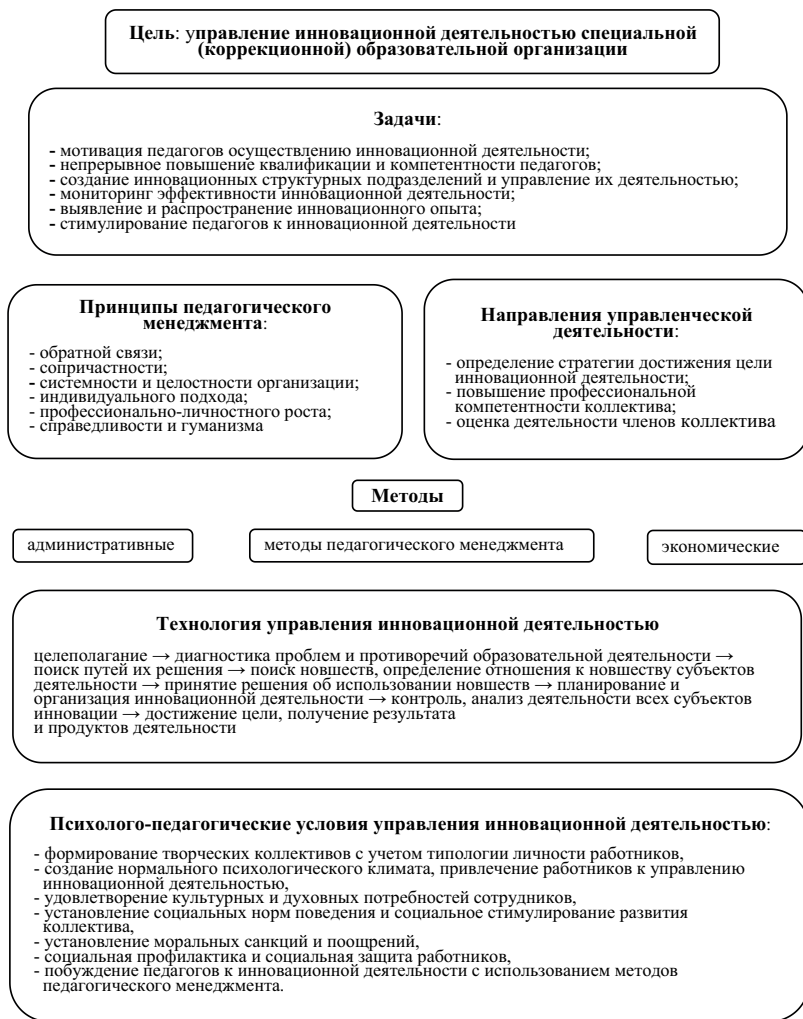 Цель: управление инновационной деятельностью специальной
(коррекционной) образовательной организации
Задачи:
- мотивация педагогов осуществлению инновационной деятельности;
- непрерывное повышение квалификации и компетентности педагогов;
- создание инновационных структурных подразделений и управление их деятельностью;
- мониторинг эффективности инновационной деятельности;
- выявление и распространение инновационного опыта;
- стимулирование педагогов к инновационной деятельности
Принципы педагогического
менеджмента:
- обратной связи;
- сопричастности;
- системности и целостности организации;
- индивидуального подхода;
- профессионально-личностного роста;
- справедливости и гуманизма
Направления управленческой
деятельности:
- определение стратегии достижения цели
инновационной деятельности;
- повышение профессиональной
компетентности коллектива;
- оценка деятельности членов коллектива
Методы
административные
методы педагогического менеджмента
экономические
Технология управления инновационной деятельностью
целеполагание → диагностика проблем и противоречий образовательной деятельности →
поиск путей их решения → поиск новшеств, определение отношения к новшеству субъектов
деятельности → принятие решения об использовании новшеств → планирование и
организация инновационной деятельности → контроль, анализ деятельности всех субъектов
инновации → достижение цели, получение результата
и продуктов деятельности
Психолого-педагогические условия управления инновационной деятельностью:
- формирование творческих коллективов с учетом типологии личности работников,
- создание нормального психологического климата, привлечение работников к управлению
инновационной деятельностью,
- удовлетворение культурных и духовных потребностей сотрудников,
- установление социальных норм поведения и социальное стимулирование развития
коллектива,
- установление моральных санкций и поощрений,
- социальная профилактика и социальная защита работников,
- побуждение педагогов к инновационной деятельности с использованием методов
педагогического менеджмента.